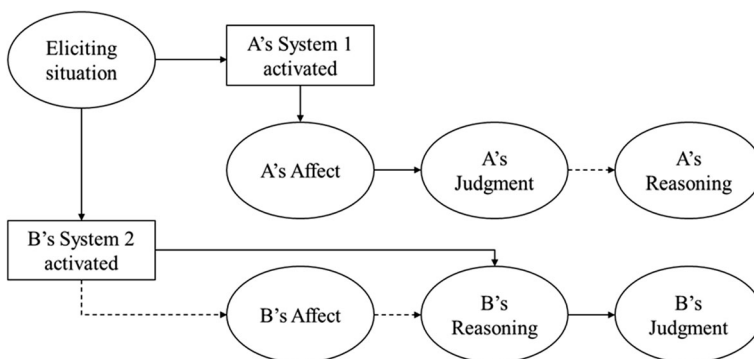 Eliciting
situation
A's System 1
activated
A's Affect
A's
Judgment
A's
Reasoning
B's System 2
activated
B's Affect
B's
Reasoning
B's
Judgment